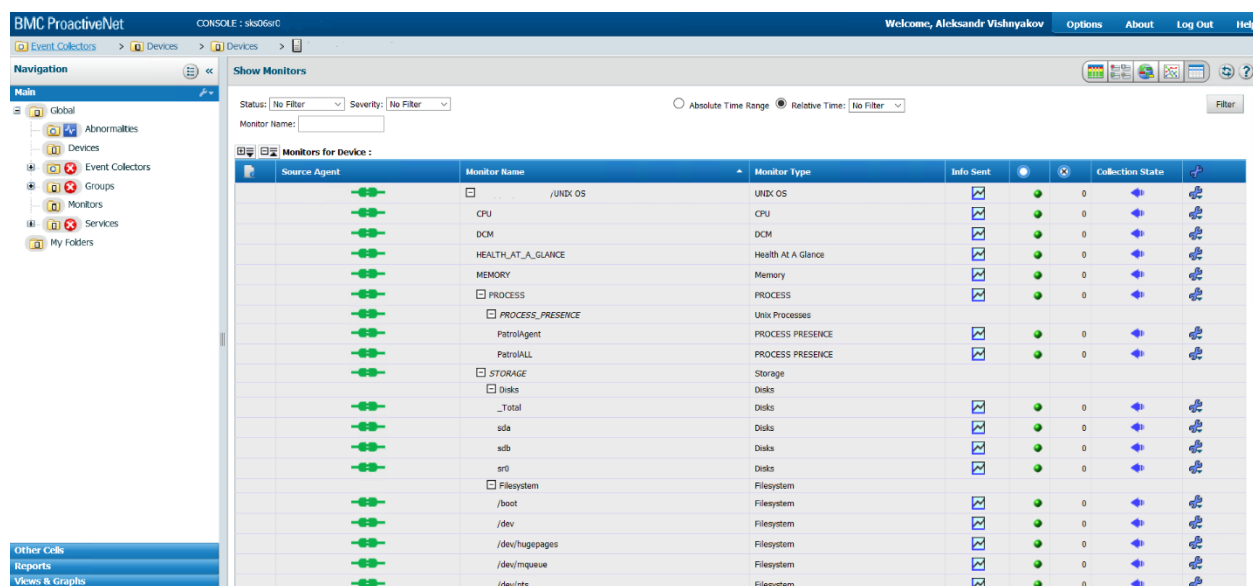 BMC ProactiveNet CONSOLE : sks06sr0 Welcome, Aleksandr Vishnyakov Options About Log Out Help
Event Collectors > Devices > Devices >
Navigation « Show Monitors
Main
Global
Abnormalties
Devices
Event Collectors
Groups
Monitors
Services
My Folders
Other Cells
Reports
Views & Graphs
Status: No Filter Severity: No Filter Absolute Time Range Relative Time: No Filter Filter
Monitor Name:
Monitors for Device :
Source Agent Monitor Name Monitor Type Info Sent Collection State
/UNIX OS UNIX OS 0
CPU CPU 0
DCM DCM 0
HEALTH_AT_A_GLANCE Health At A Glance 0
MEMORY Memory 0
PROCESS PROCESS 0
PROCESS_PRESENCE Unix Processes
PatrolAgent PROCESS PRESENCE 0
PatrolALL PROCESS PRESENCE 0
STORAGE Storage
Disks Disks
_Total Disks 0
sda Disks 0
sdb Disks 0
sr0 Disks 0
Filesystem Filesystem
/boot Filesystem 0
/dev Filesystem 0
/dev/hugepages Filesystem 0
/dev/mqueue Filesystem 0
/dev/pts Filesystem 0